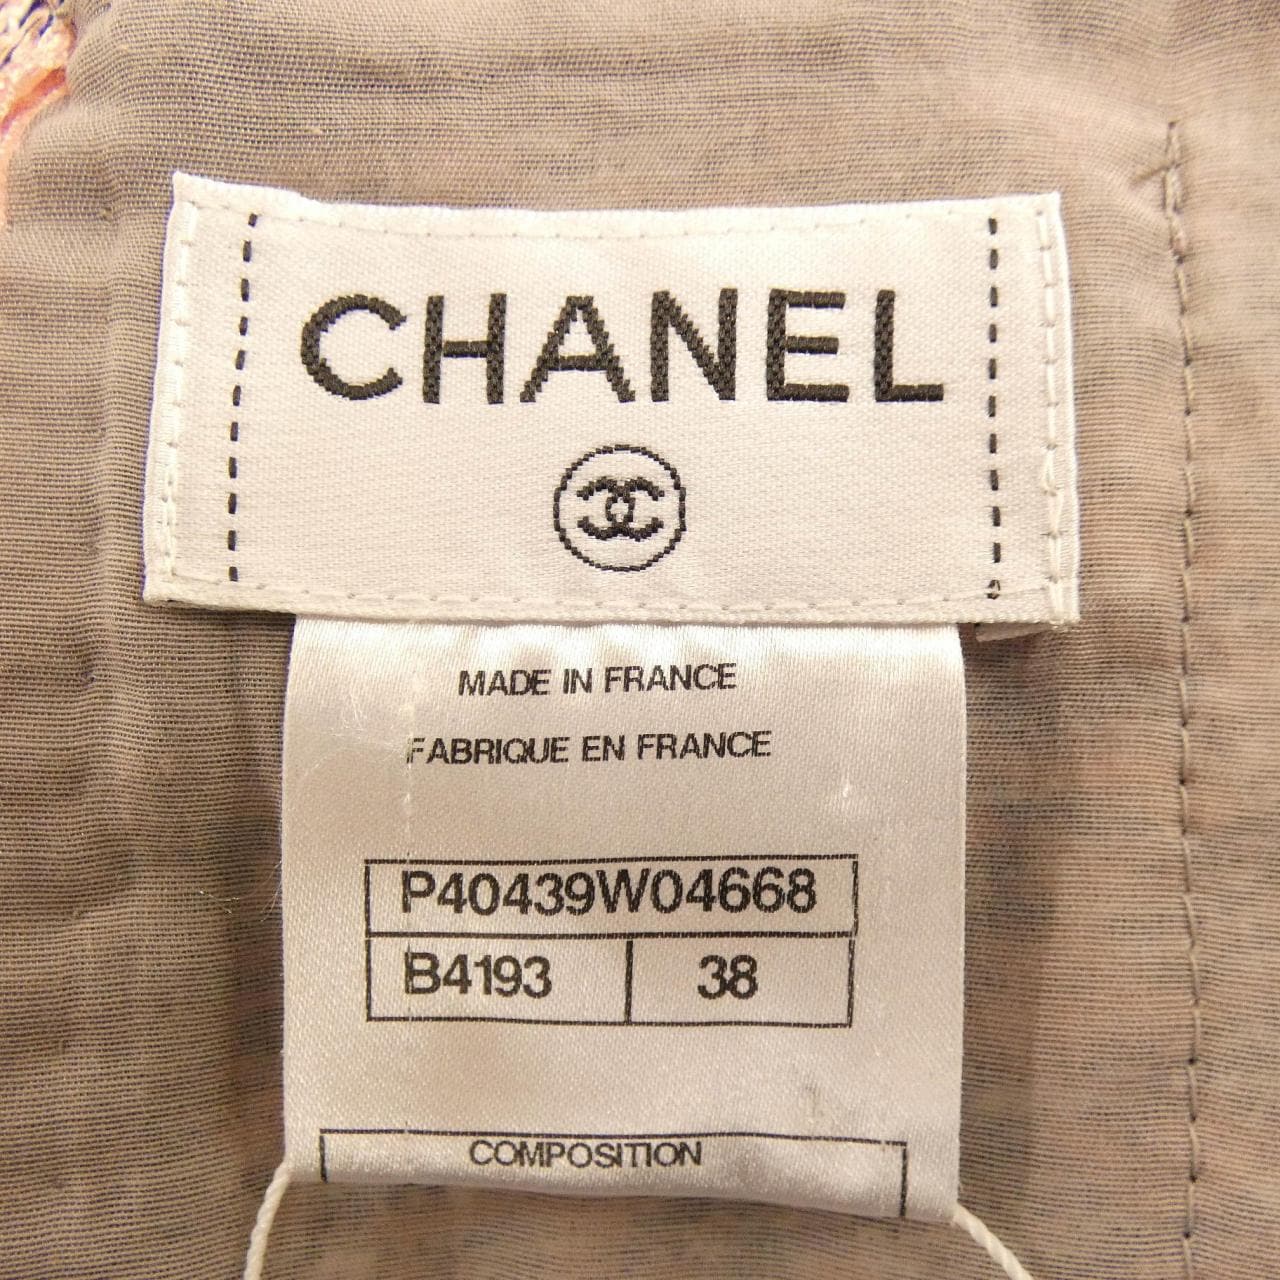 CHANEL
MADE IN FRANCE
FABRIQUE EN FRANCE
P40439W04668
B4193 38
COMPOSITION